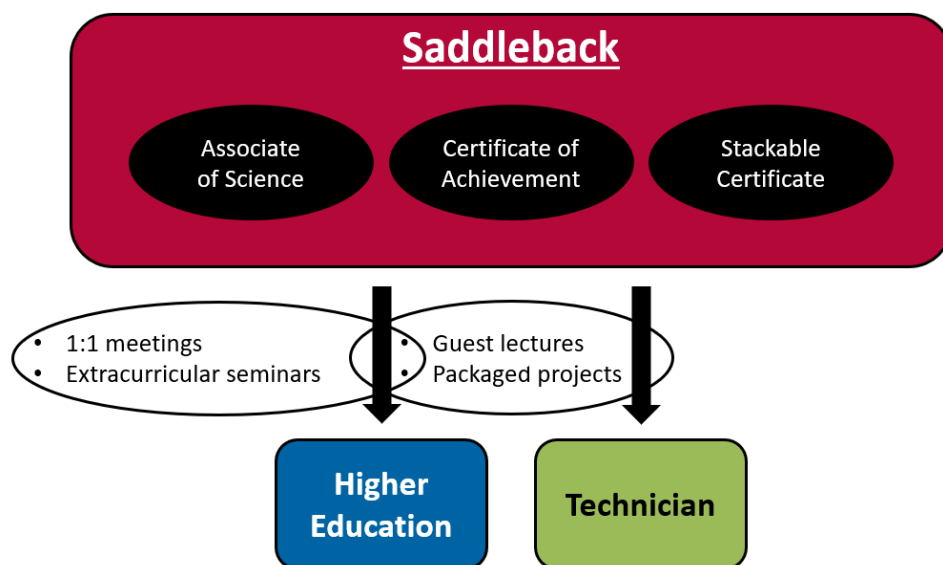 Saddleback
Associate
of Science
Certificate of
Achievement
Stackable
Certificate
• 1:1 meetings
• Extracurricular seminars
• Guest lectures
• Packaged projects
Higher
Education
Technician